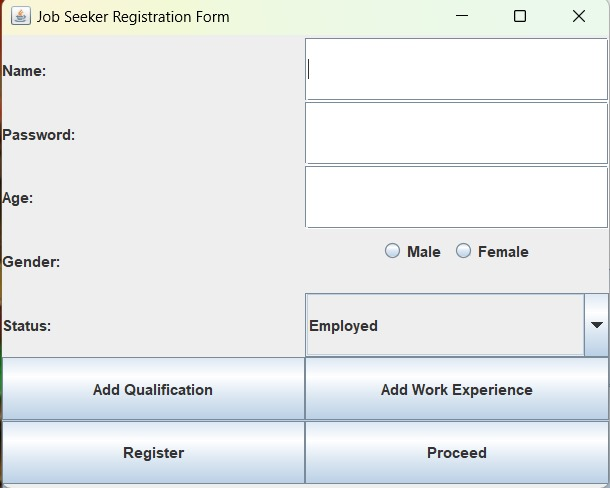 Job Seeker Registration Form
Name:
Password:
Age:
Gender: Male Female
Status: Employed
Add Qualification Add Work Experience
Register Proceed